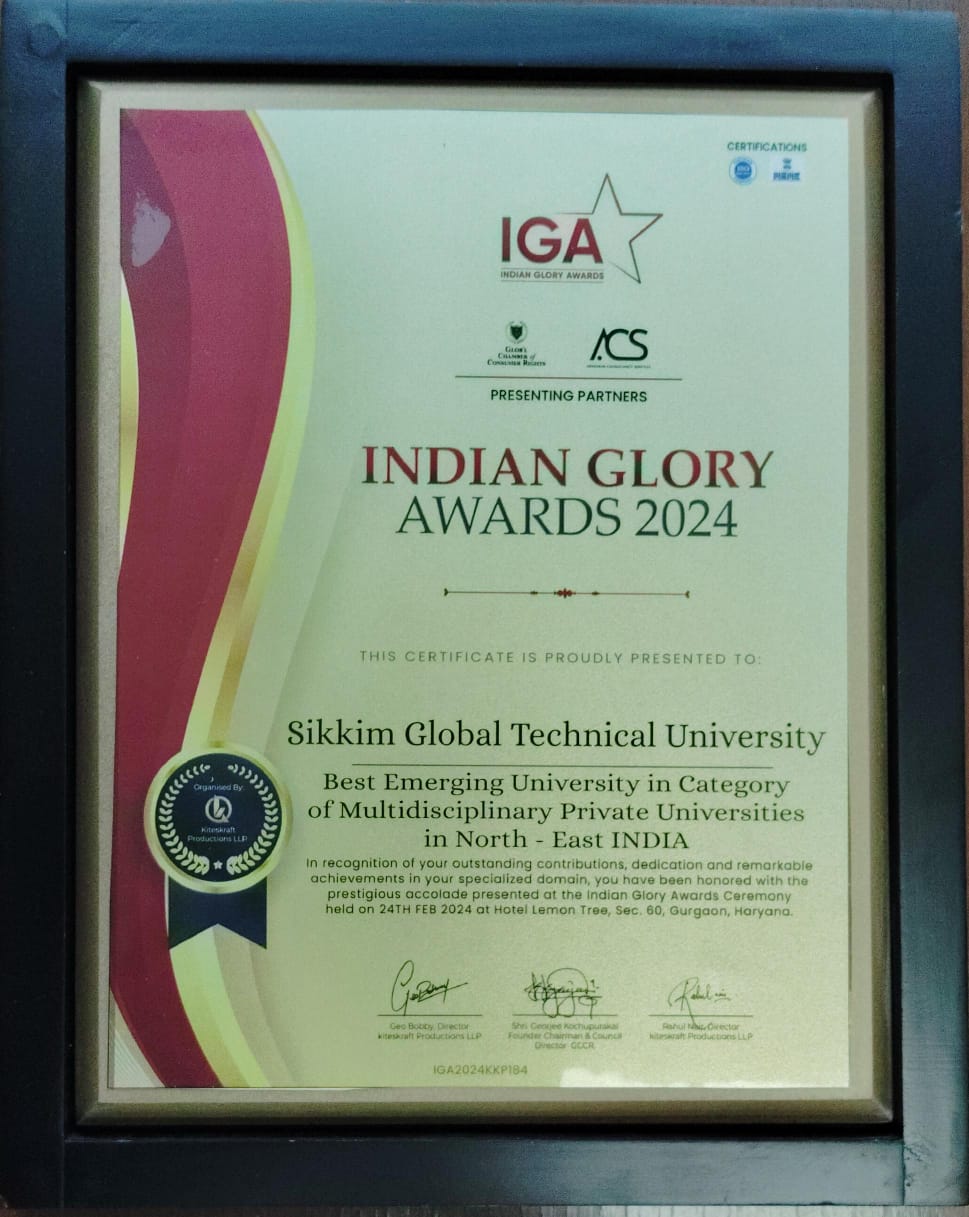 CERTIFICATIONS
IGA
INDIAN GLORY AWARDS
GLOBAL
CHAMBER of
CONSUMER RIGHTS
ACS
PRESENTING PARTNERS
INDIAN GLORY
AWARDS 2024
THIS CERTIFICATE IS PROUDLY PRESENTED TO:
Sikkim Global Technical University
Best Emerging University in Category
of Multidisciplinary Private Universities
in North - East INDIA
In recognition of your outstanding contributions, dedication and remarkable
achievements in your specialized domain, you have been honored with the
prestigious accolade presented at the Indian Glory Awards Ceremony
held on 24TH FEB 2024 at Hotel Lemon Tree, Sec. 60, Gurgaon, Haryana.
Organised By:
Kiteskraft
Productions LLP
Geo Bobby, Director
kiteskraft Productions LLP
Shri. Geogjee Kochupurakal
Founder Chairman & Council
Director GCCR
Rahul Nair, Director
kiteskraft Productions LLP
IGA2024KKP184